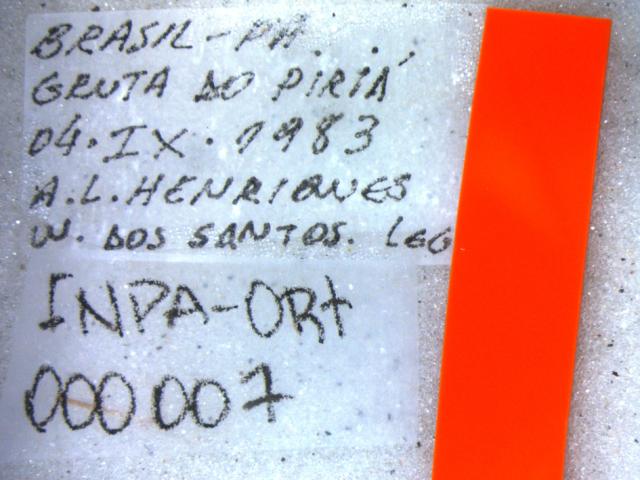 BRASIL-PA.
GRUTA DO PIRIÁ
04.IX.1983
A.L.HENRIQUES
W. DOS SANTOS. LEG
INPA-ORt
000007